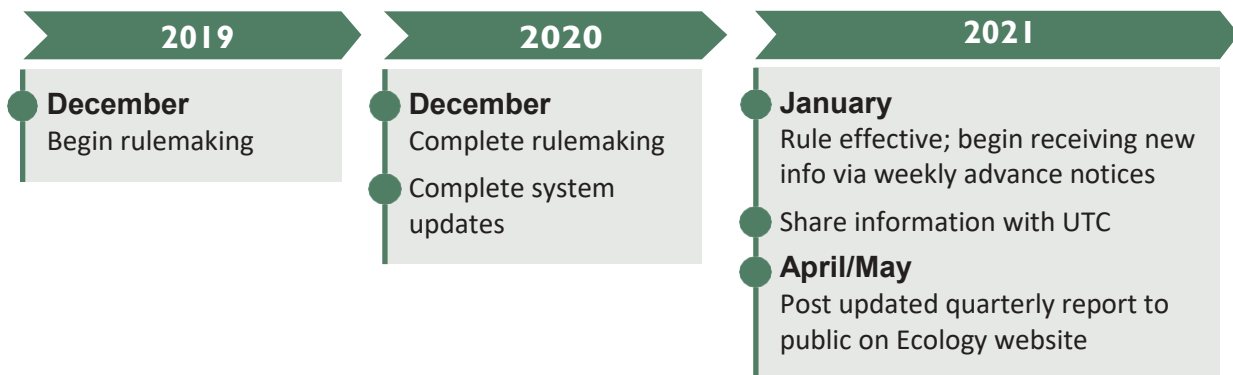 2019
December
Begin rulemaking
2020
December
Complete rulemaking
Complete system
updates
2021
January
Rule effective; begin receiving new
info via weekly advance notices
Share information with UTC
April/May
Post updated quarterly report to
public on Ecology website